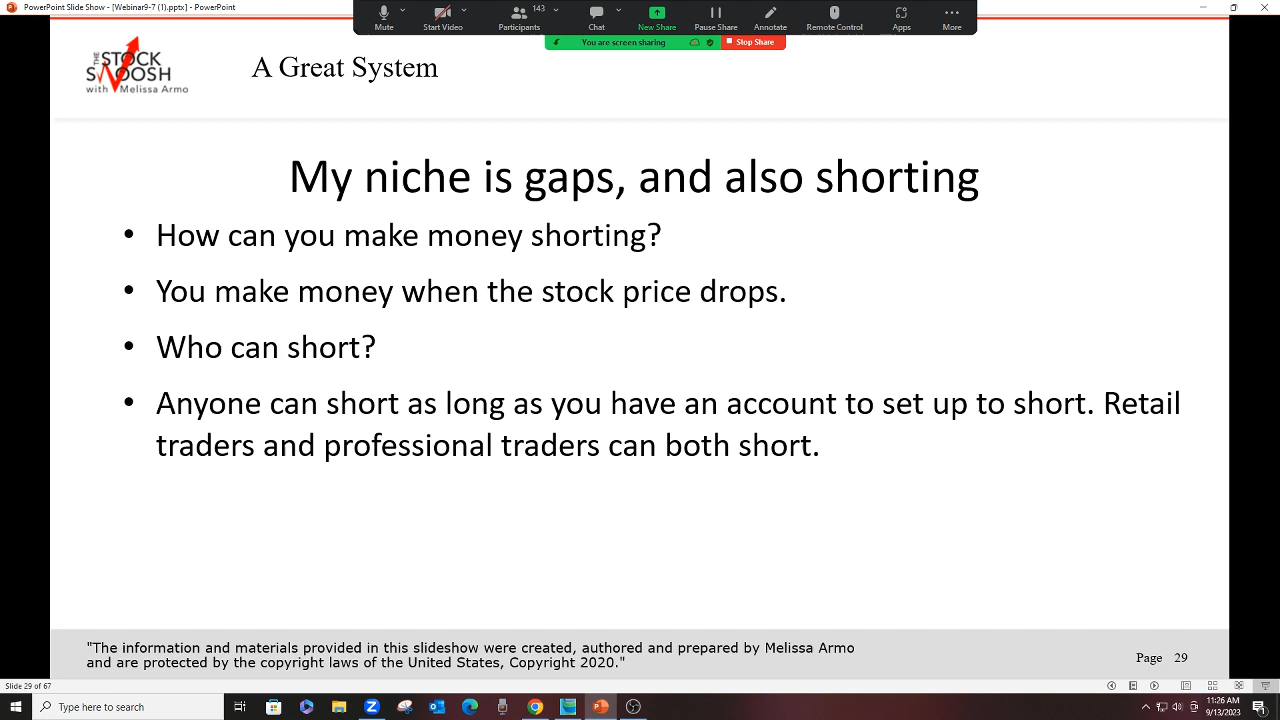 PowerPoint Slide Show - [Webinar9-7 (1).pptx] - PowerPoint
Mute
Start Video
143
Participants
Chat
New Share
Pause Share
Annotate
Remote Control
Apps
More
You are screen sharing
Stop Share
THE
STOCK
SWOOSH
with Melissa Armo
A Great System
My niche is gaps, and also shorting
• How can you make money shorting?
• You make money when the stock price drops.
• Who can short?
• Anyone can short as long as you have an account to set up to short. Retail
traders and professional traders can both short.
"The information and materials provided in this slideshow were created, authored and prepared by Melissa Armo
and are protected by the copyright laws of the United States, Copyright 2020."
Page 29
Slide 29 of 67
Type here to search
11:26 AM
9/13/2023